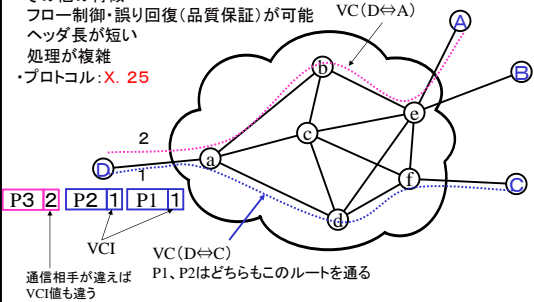 フロー制御・誤り回復(品質保証)が可能
ヘッダ長が短い
処理が複雑
・プロトコル:X. 25
VC(D⇔A)
A
b
B
e
2
c
a
D
1
f
C
P3 2 P2 1 P1 1
d
VCI
VC(D⇔C)
P1、P2はどちらもこのルートを通る
通信相手が違えば
VCI値も違う